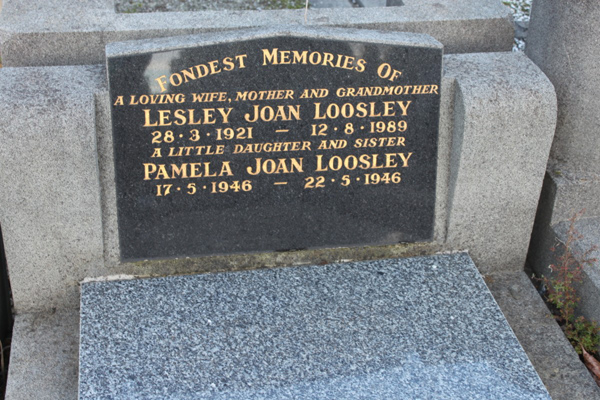 FONDEST MEMORIES OF
A LOVING WIFE, MOTHER AND GRANDMOTHER
LESLEY JOAN LOOSLEY
28·3·1921 — 12·8·1989
A LITTLE DAUGHTER AND SISTER
PAMELA JOAN LOOSLEY
17·5·1946 — 22·5·1946